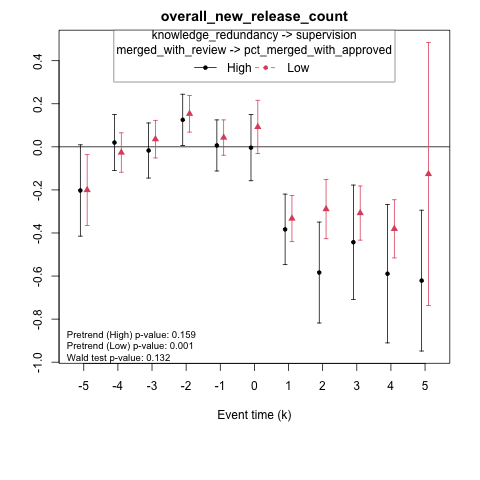 overall_new_release_count
knowledge_redundancy -> supervision
merged_with_review -> pct_merged_with_approved
High Low
0.4
0.2
0.0
-0.2
-0.4
-0.6
-0.8
-1.0
Pretrend (High) p-value: 0.159
Pretrend (Low) p-value: 0.001
Wald test p-value: 0.132
-5 -4 -3 -2 -1 0 1 2 3 4 5
Event time (k)